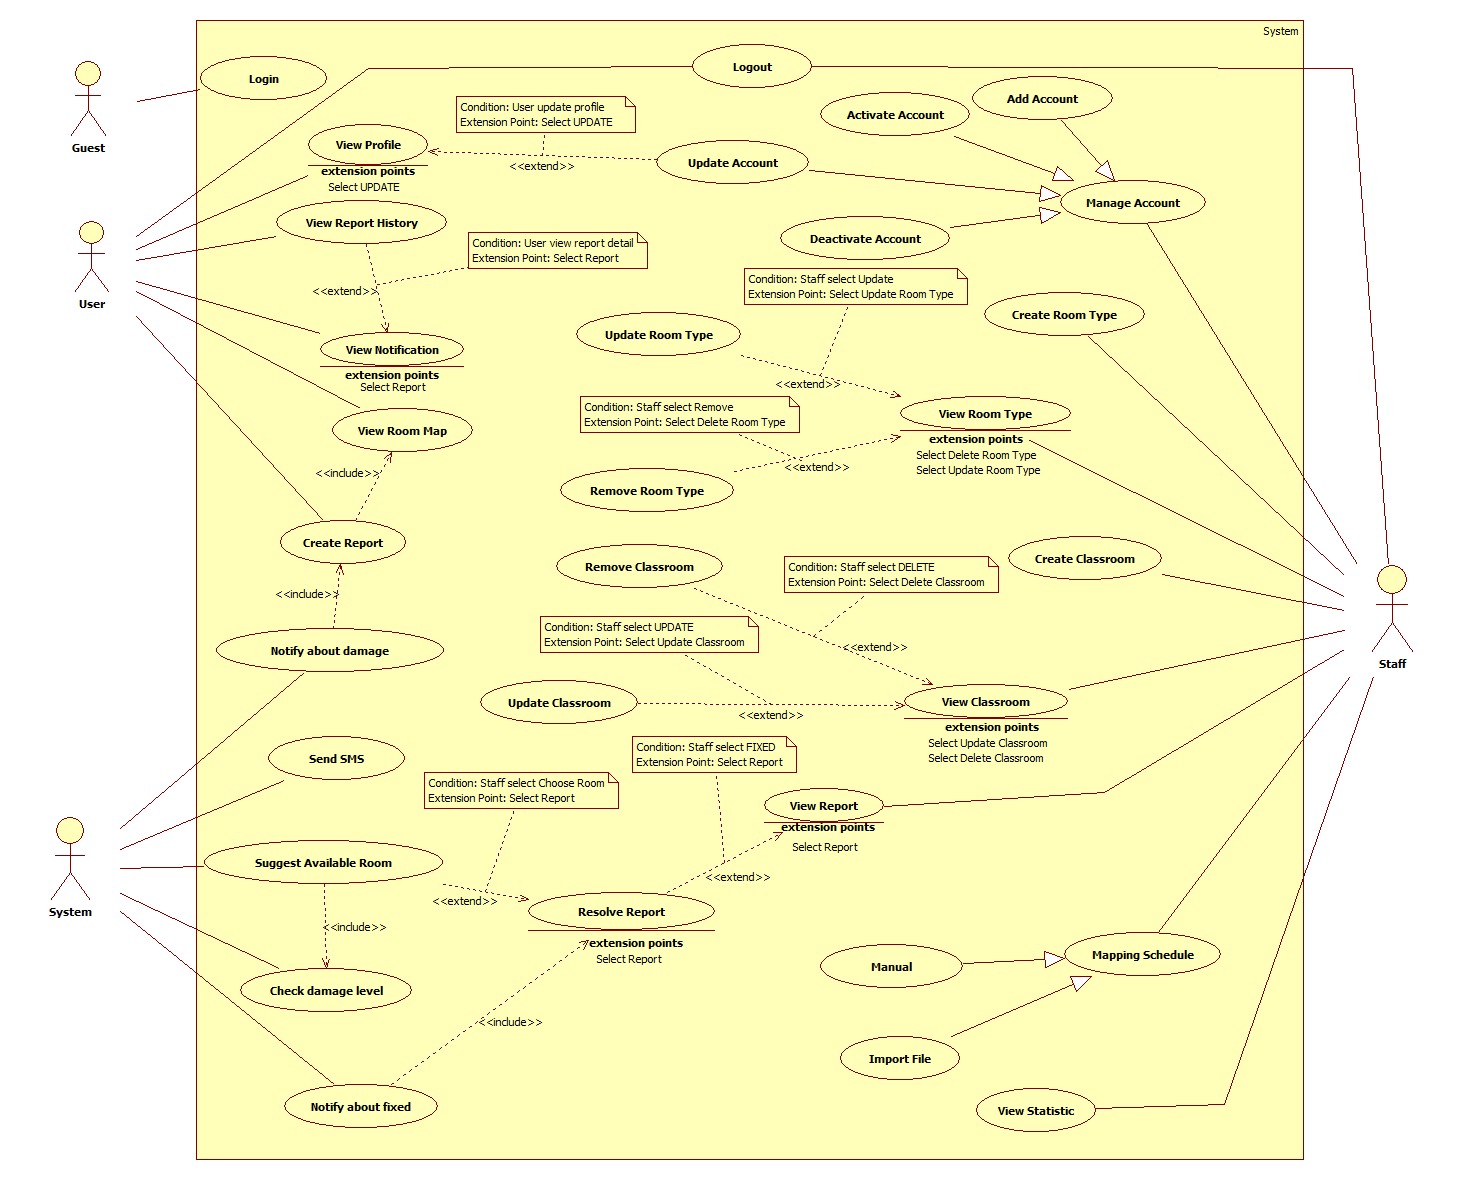 System
Login
Logout
Add Account
Activate Account
Guest
Condition: User update profile
Extension Point: Select UPDATE
View Profile
extension points
Select UPDATE
<<extend>>
Update Account
Manage Account
View Report History
Deactivate Account
Condition: User view report detail
Extension Point: Select Report
User
<<extend>>
Condition: Staff select Update
Extension Point: Select Update Room Type
Create Room Type
Update Room Type
View Notification
extension points
Select Report
<<extend>>
Condition: Staff select Remove
Extension Point: Select Delete Room Type
View Room Type
extension points
Select Delete Room Type
Select Update Room Type
View Room Map
<<include>>
<<extend>>
Remove Room Type
Create Report
Remove Classroom
Condition: Staff select DELETE
Extension Point: Select Delete Classroom
Create Classroom
<<include>>
Condition: Staff select UPDATE
Extension Point: Select Update Classroom
<<extend>>
Notify about damage
Staff
Update Classroom
<<extend>>
View Classroom
extension points
Select Update Classroom
Select Delete Classroom
Send SMS
Condition: Staff select FIXED
Extension Point: Select Report
Condition: Staff select Choose Room
Extension Point: Select Report
View Report
extension points
Select Report
Suggest Available Room
<<extend>>
<<extend>>
System
Resolve Report
extension points
Select Report
<<include>>
Mapping Schedule
Manual
Check damage level
<<include>>
Import File
Notify about fixed
View Statistic